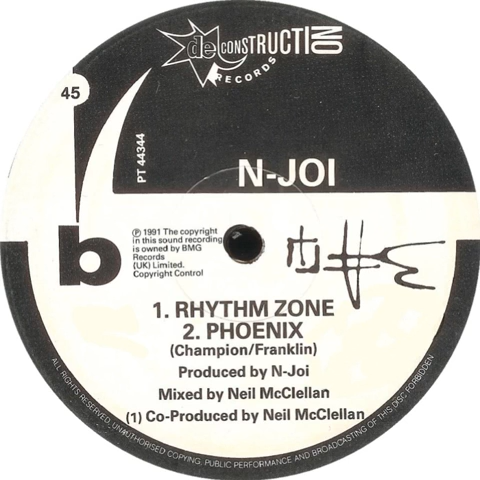 deCONSTRUCTION
RECORDS
45
PT 44344
N-JOI
b
℗ 1991 The copyright
in this sound recording
is owned by BMG
Records
(UK) Limited.
Copyright Control
1. RHYTHM ZONE
2. PHOENIX
(Champion/Franklin)
Produced by N-Joi
Mixed by Neil McClellan
(1) Co-Produced by Neil McClellan
ALL RIGHTS RESERVED, UNAUTHORISED COPYING, PUBLIC PERFORMANCE AND BROADCASTING OF THIS DISC FORBIDDEN